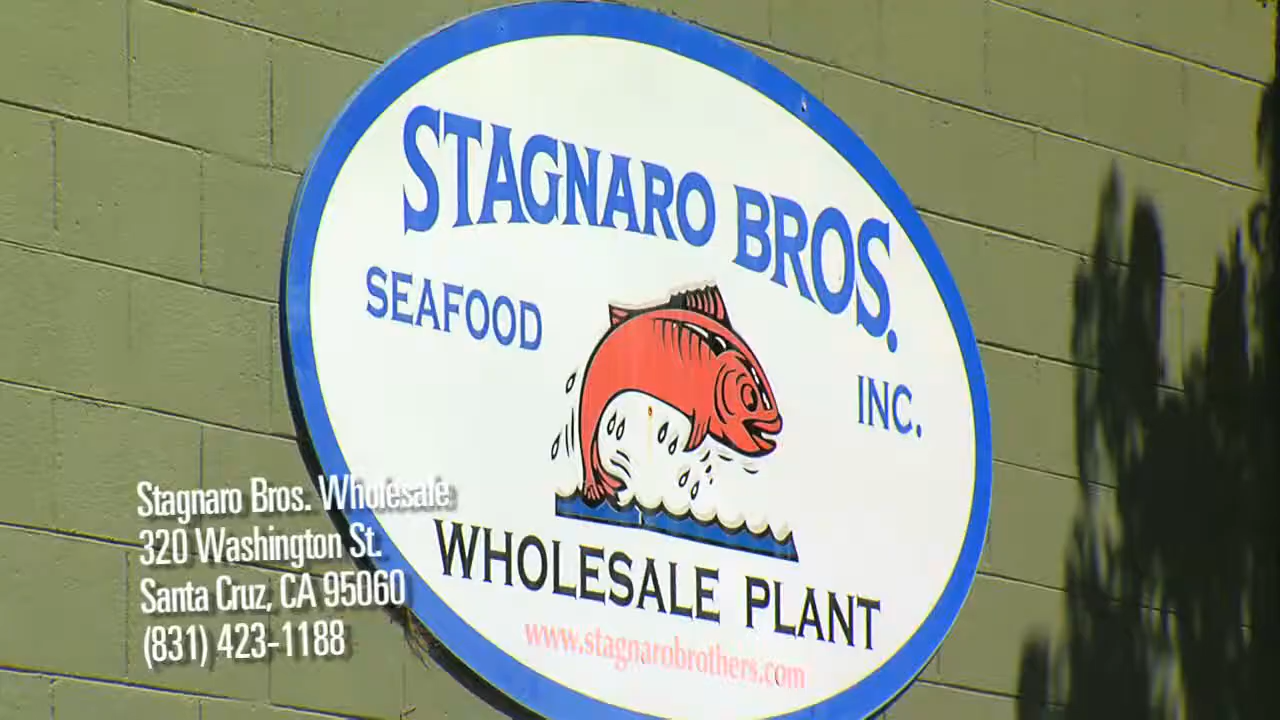 STAGNARO BROS.
SEAFOOD
INC.
WHOLESALE PLANT
www.stagnarobrothers.com
Stagnaro Bros. Wholesale
320 Washington St.
Santa Cruz, CA 95060
(831) 423-1188